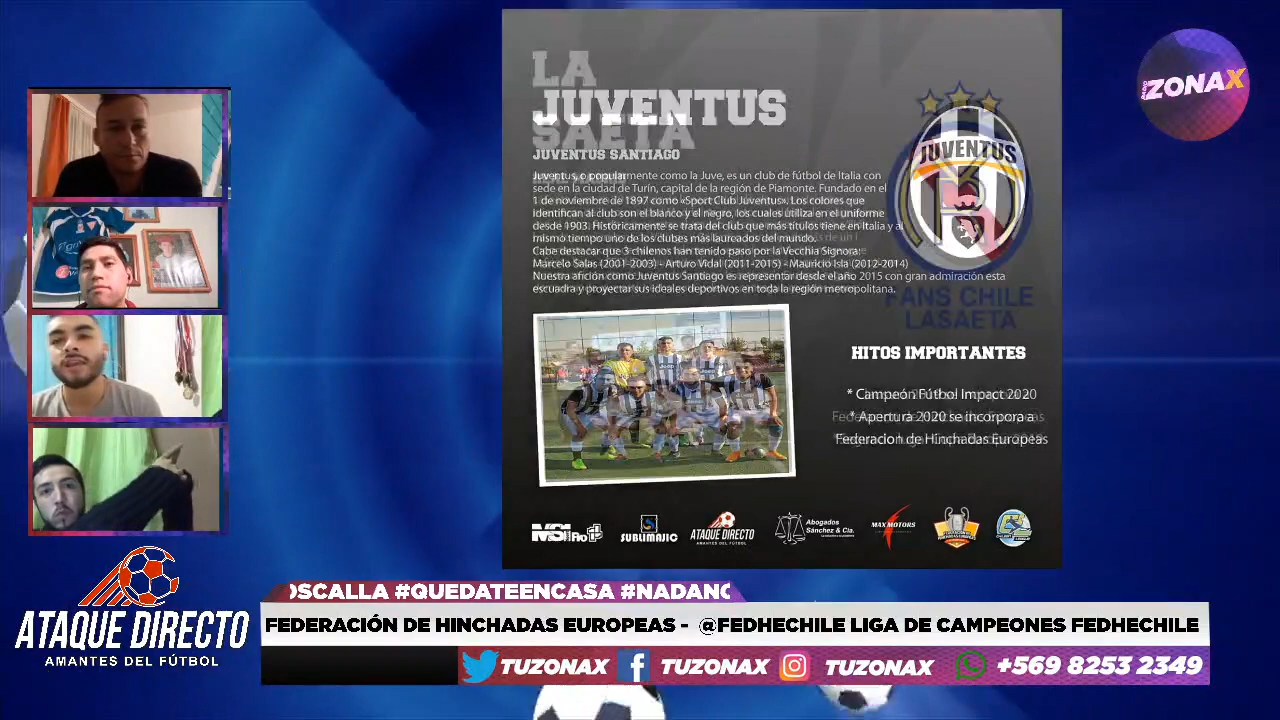 ZONAX
LA
JUVENTUS
SAETA
JUVENTUS SANTIAGO
Juventus, o popularmente como la Juve, es un club de fútbol de Italia con
sede en la ciudad de Turín, capital de la región de Piamonte. Fundado en el
1 de noviembre de 1897 como «Sport Club Juventus». Los colores que
identifican al club son el blanco y el negro, los cuales utiliza en el uniforme
desde 1903. Históricamente se trata del club que más títulos tiene en Italia y al
mismo tiempo uno de los clubes más laureados del mundo.
Cabe destacar que 3 chilenos han tenido paso por la Vecchia Signora:
Marcelo Salas (2001-2003) - Arturo Vidal (2011-2015) - Mauricio Isla (2012-2014)
Nuestra afición como Juventus Santiago es representar desde el año 2015 con gran admiración esta
escuadra y proyectar sus ideales deportivos en toda la región metropolitana.
JUVENTUS
FANS CHILE
LASAETA
HITOS IMPORTANTES
* Campeón Fútbol Impact 2020
* Apertura 2020 se incorpora a
Federacion de Hinchadas Europeas
Jeep
SUBLIMAJIC
ATAQUE DIRECTO
AMANTES DEL FÚTBOL
Abogados
Sánchez & Cia.
MAX MOTORS
OSCALLA #QUEDATEENCASA #NADANO
ATAQUE DIRECTO
AMANTES DEL FÚTBOL
FEDERACIÓN DE HINCHADAS EUROPEAS - @FEDHECHILE LIGA DE CAMPEONES FEDHECHILE
TUZONAX TUZONAX TUZONAX +569 8253 2349